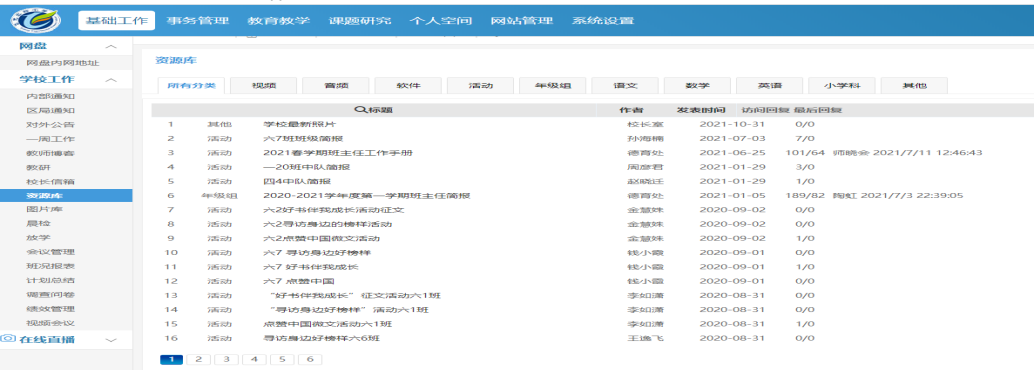 基础工作 事务管理 教育教学 课题研究 个人空间 网站管理 系统设置
网盘
网盘内网地址
学校工作
内部通知
区局通知
对外公告
一周工作
教师博客
教研
校长信箱
资源库
图片库
晨检
放学
会议管理
班况报表
计划总结
调查问卷
绩效管理
视频会议
在线直播
资源库
所有分类 视频 音频 软件 活动 年级组 语文 数学 英语 小学科 其他
标题 作者 发表时间 访问回复 最后回复
1 其他 学校最新照片 校长室 2021-10-31 0/0
2 活动 六7班班级简报 孙海楠 2021-07-03 7/0
3 活动 2021春学期班主任工作手册 德育处 2021-06-25 101/64 师晓会 2021/7/11 12:46:43
4 活动 一20班中队简报 周彦君 2021-01-29 3/0
5 活动 四4中队简报 赵晓迁 2021-01-29 1/0
6 年级组 2020-2021学年度第一学期班主任简报 德育处 2021-01-05 189/82 陶虹 2021/7/3 22:39:05
7 活动 六2好书伴我成长活动征文 金慧姝 2020-09-02 0/0
8 活动 六2寻访身边的榜样活动 金慧姝 2020-09-02 0/0
9 活动 六2点赞中国微文活动 金慧姝 2020-09-02 1/0
10 活动 六7 寻访身边好榜样 钱小霞 2020-09-01 0/0
11 活动 六7 好书伴我成长 钱小霞 2020-09-01 1/0
12 活动 六7 点赞中国 钱小霞 2020-09-01 0/0
13 活动 “好书伴我成长”征文活动六1班 李如潇 2020-08-31 0/0
14 活动 “寻访身边好榜样”活动六1班 李如潇 2020-08-31 0/0
15 活动 点赞中国微文活动六1班 李如潇 2020-08-31 1/0
16 活动 寻访身边好榜样六6班 王逸飞 2020-08-31 0/0
1 2 3 4 5 6